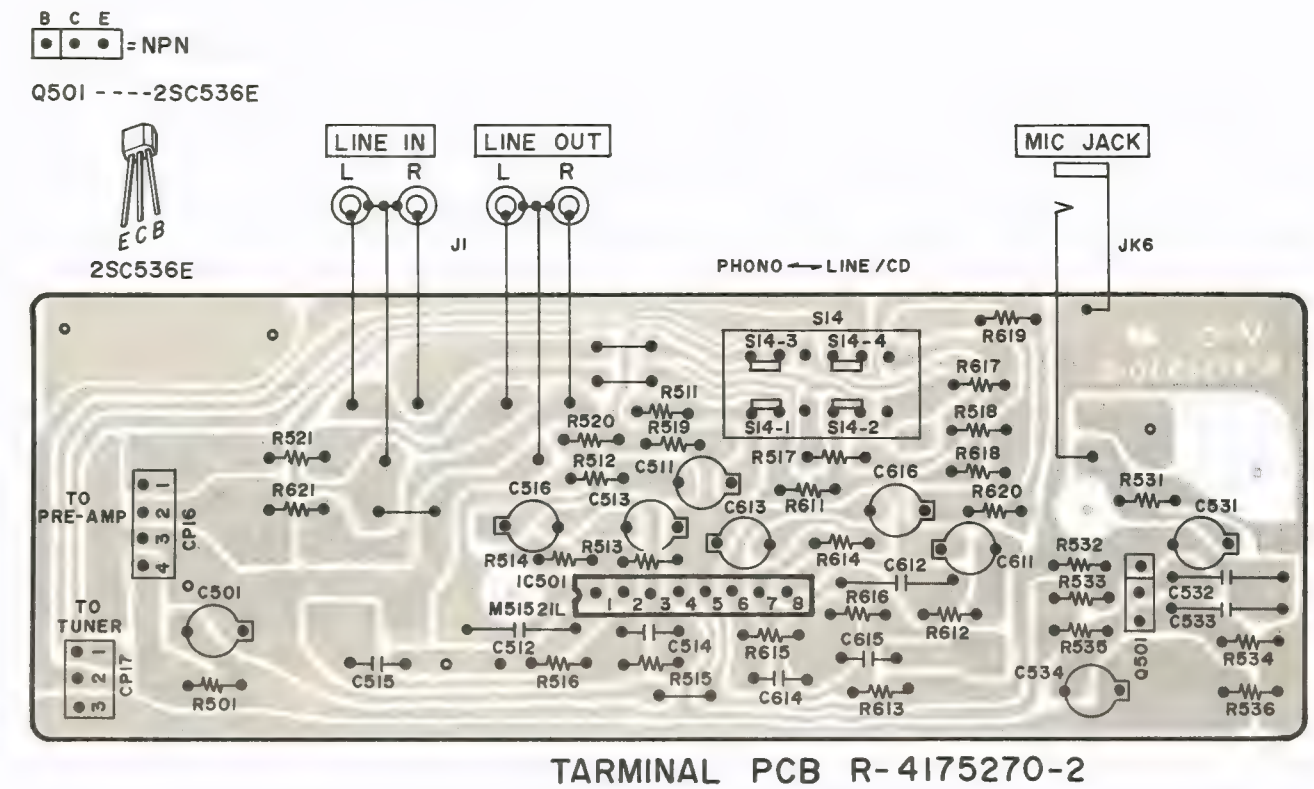 B C E
= NPN
Q501 ----2SC536E
E C B
2SC536E
LINE IN
L R
LINE OUT
L R
J1
MIC JACK
JK6
PHONO ← LINE/CD
S14
S14-3 S14-4
S14-1 S14-2
R619
R617
R511
R520
R519
R518
R521
R512
C511
R517
R618
C616
R531
R621
C516
C513
C613
R611
R620
C531
TO
PRE-AMP
1
2
3
4
CP16
R514
R513
R614
C612
C611
R532
R533
C532
C533
IC501
1 2 3 4 5 6 7 8
M51521L
C501
R616
R612
TO
TUNER
1
2
3
CP17
C512
C514
R615
C615
R535
Q501
R534
C515
R516
R515
C614
R613
C534
R501
R536
TARMINAL PCB R-4175270-2